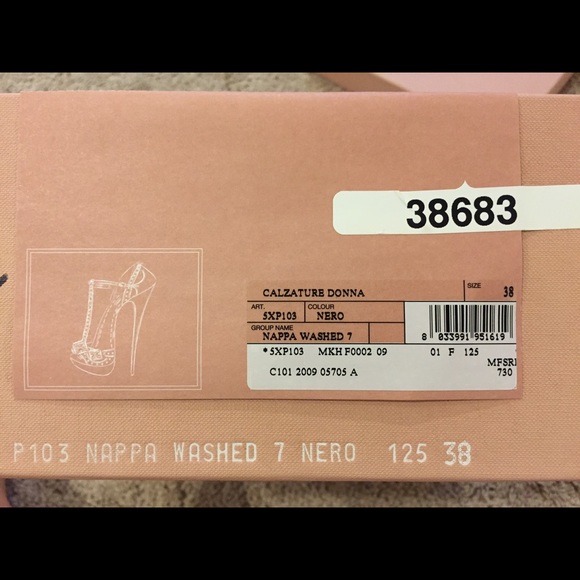 38683
CALZATURE DONNA SIZE 38
ART. COLOUR
5XP103 NERO
GROUP NAME
NAPPA WASHED 7
8 033991 951619
*5XP103 MKH F0002 09 01 F 125
MFSR
C101 2009 05705 A 730
P103 NAPPA WASHED 7 NERO 125 38